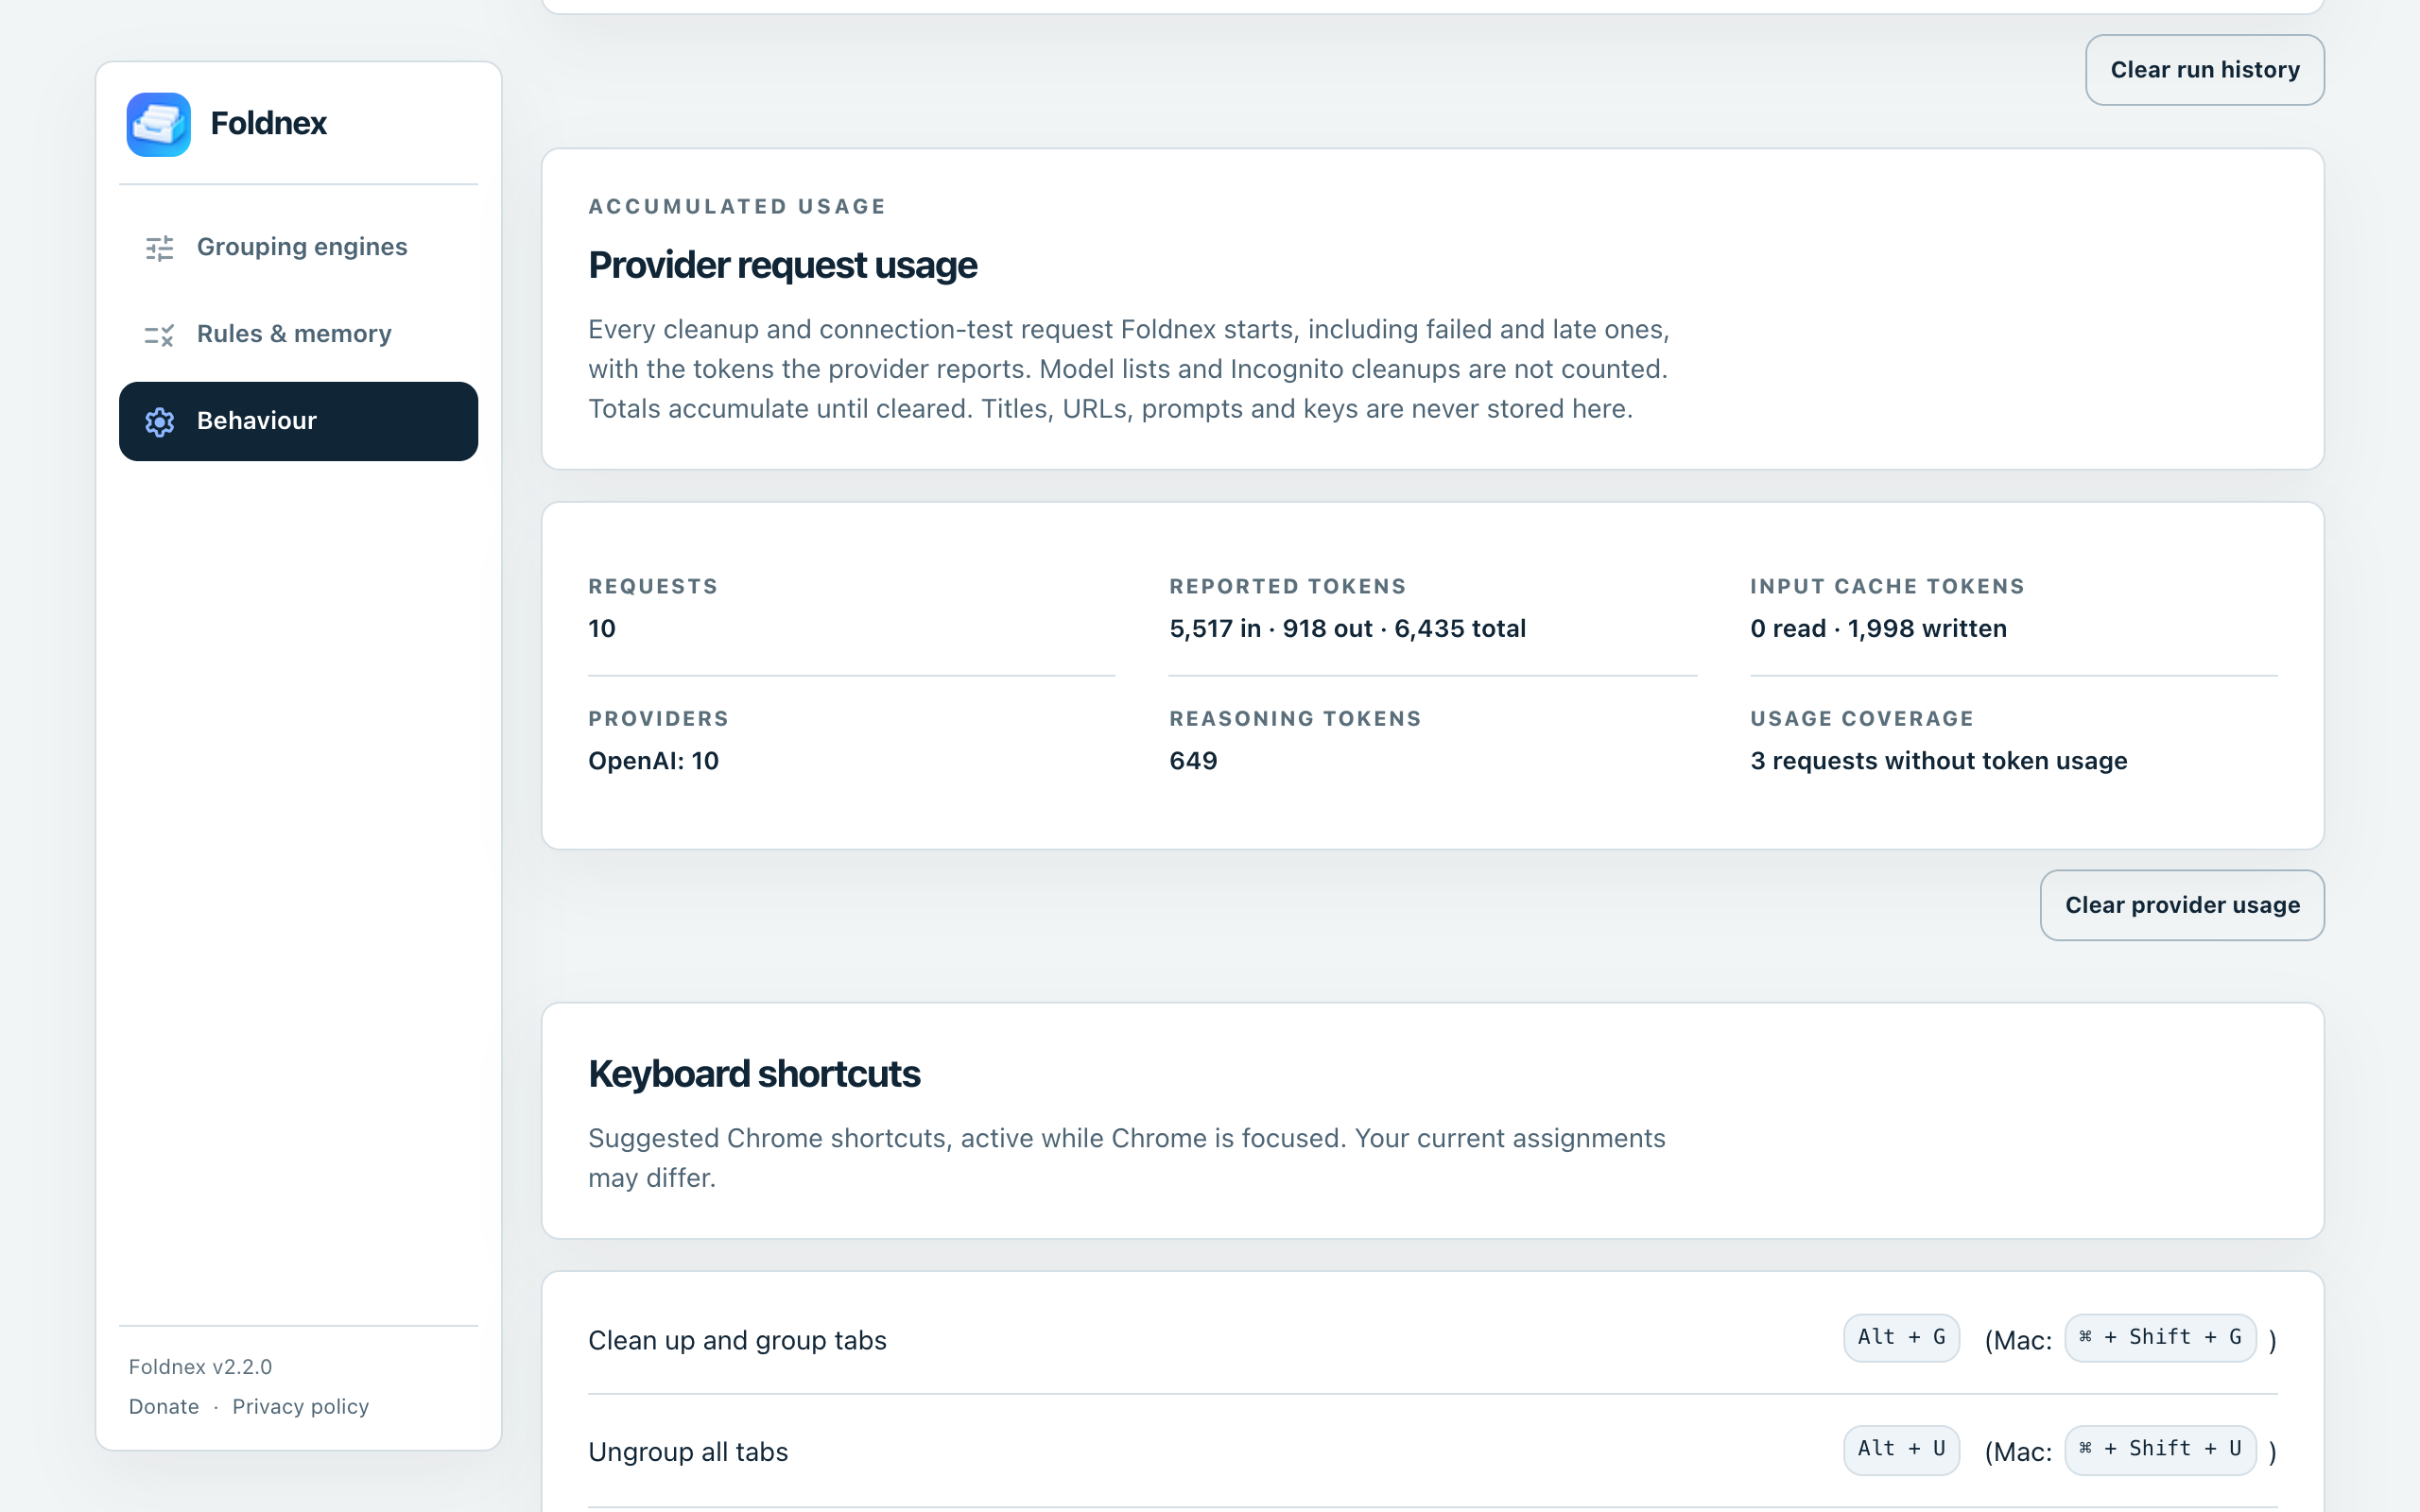 Foldnex
Grouping engines
Rules & memory
Behaviour
Foldnex v2.2.0
Donate · Privacy policy
Clear run history
ACCUMULATED USAGE
Provider request usage
Every cleanup and connection-test request Foldnex starts, including failed and late ones,
with the tokens the provider reports. Model lists and Incognito cleanups are not counted.
Totals accumulate until cleared. Titles, URLs, prompts and keys are never stored here.
REQUESTS
10
REPORTED TOKENS
5,517 in · 918 out · 6,435 total
INPUT CACHE TOKENS
0 read · 1,998 written
PROVIDERS
OpenAI: 10
REASONING TOKENS
649
USAGE COVERAGE
3 requests without token usage
Clear provider usage
Keyboard shortcuts
Suggested Chrome shortcuts, active while Chrome is focused. Your current assignments
may differ.
Clean up and group tabs Alt + G (Mac: ⌘ + Shift + G )
Ungroup all tabs Alt + U (Mac: ⌘ + Shift + U )